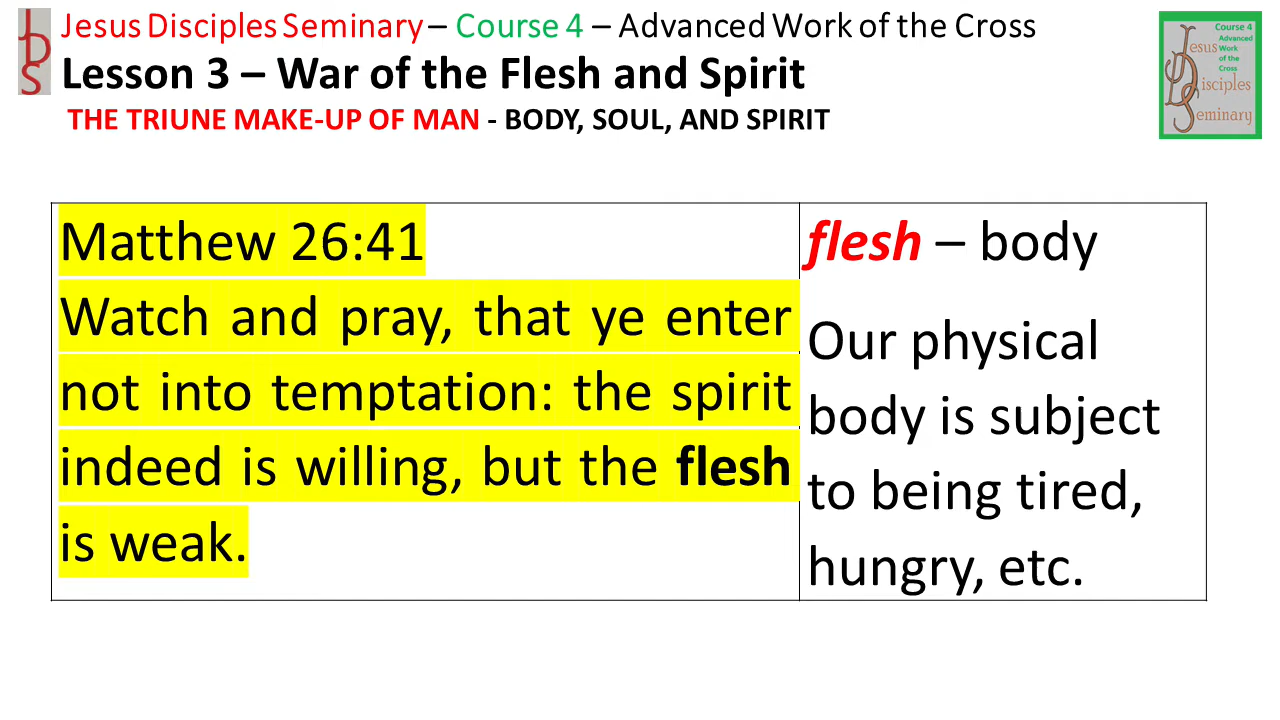 Jesus Disciples Seminary – Course 4 – Advanced Work of the Cross
Lesson 3 – War of the Flesh and Spirit
THE TRIUNE MAKE-UP OF MAN - BODY, SOUL, AND SPIRIT
JDS
Course 4
Advanced
Work
of the
Cross
Jesus
Disciples
Seminary
Matthew 26:41
Watch and pray, that ye enter
not into temptation: the spirit
indeed is willing, but the flesh
is weak.
flesh – body
Our physical
body is subject
to being tired,
hungry, etc.